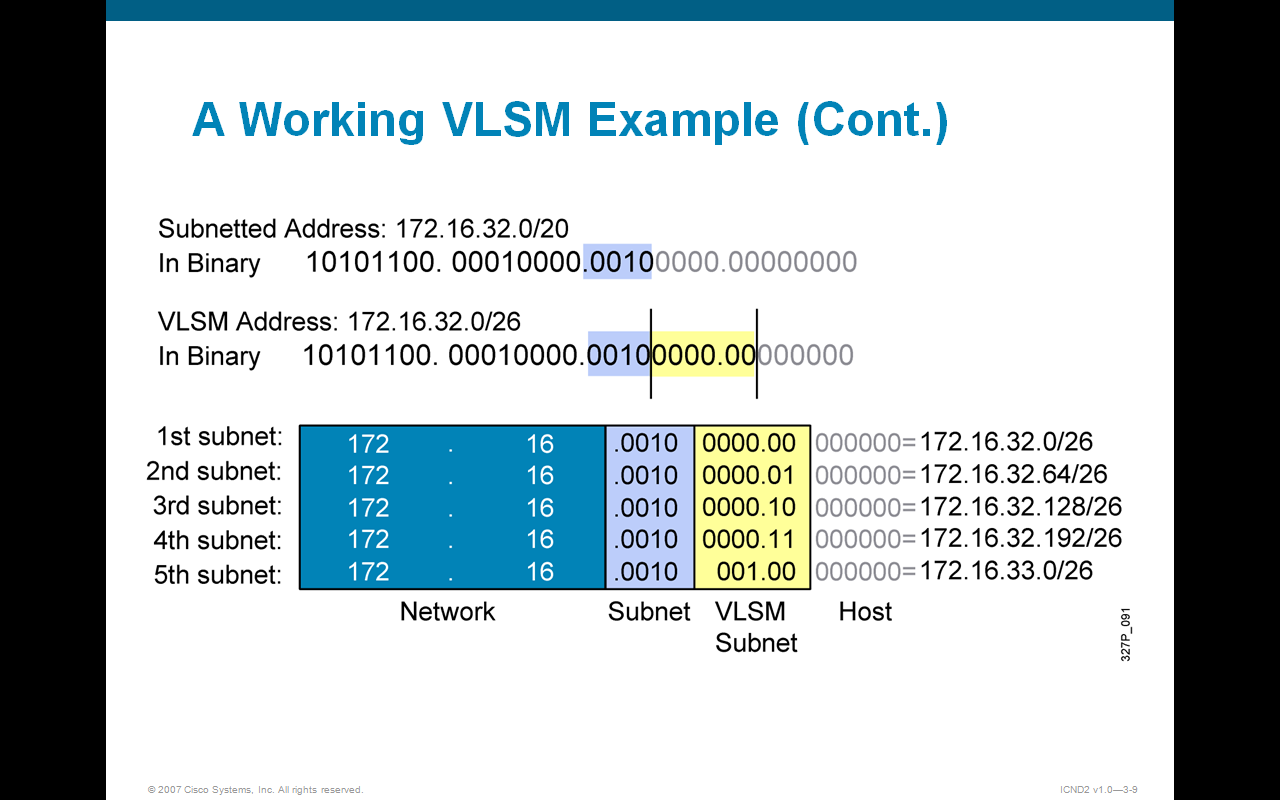 A Working VLSM Example (Cont.)
Subnetted Address: 172.16.32.0/20
In Binary 10101100. 00010000.00100000.00000000
VLSM Address: 172.16.32.0/26
In Binary 10101100. 00010000.00100000.00000000
1st subnet: 172 . 16 .0010 0000.00 000000= 172.16.32.0/26
2nd subnet: 172 . 16 .0010 0000.01 000000= 172.16.32.64/26
3rd subnet: 172 . 16 .0010 0000.10 000000= 172.16.32.128/26
4th subnet: 172 . 16 .0010 0000.11 000000= 172.16.32.192/26
5th subnet: 172 . 16 .0010 001.00 000000= 172.16.33.0/26
Network Subnet VLSM Host
Subnet
327P_091
© 2007 Cisco Systems, Inc. All rights reserved. ICND2 v1.0—3-9